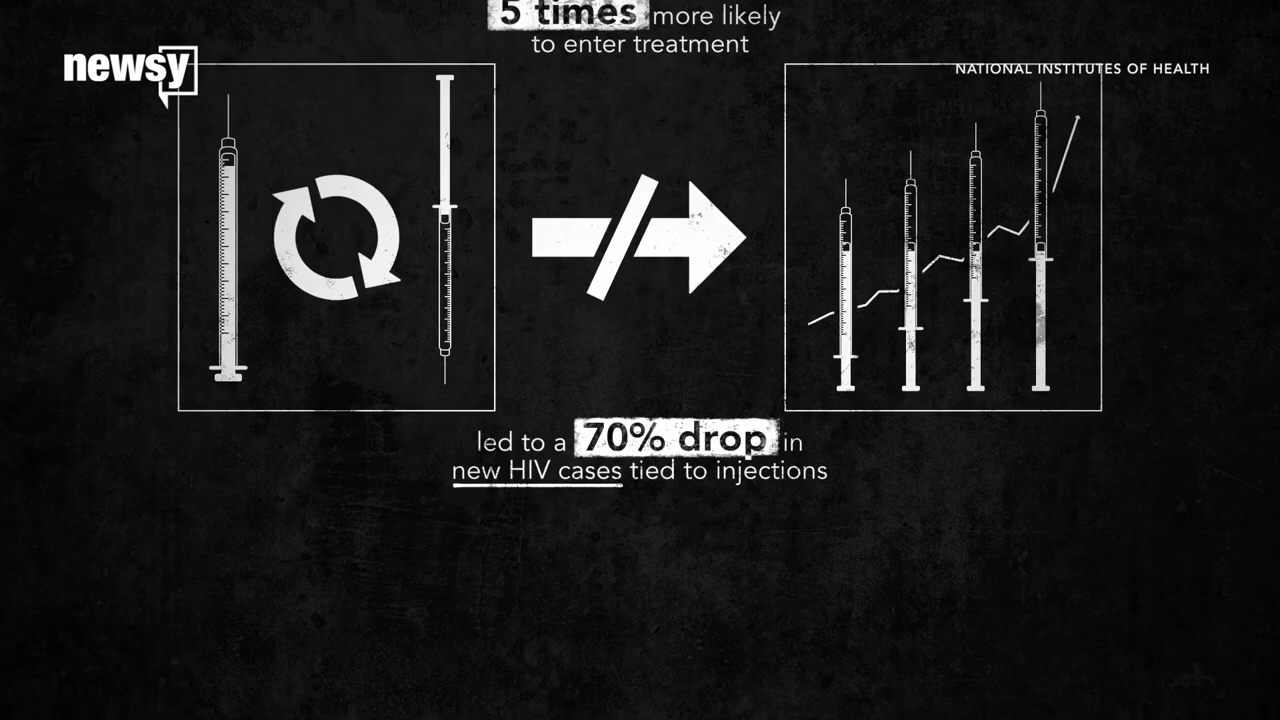 5 times more likely
to enter treatment
newsy
NATIONAL INSTITUTES OF HEALTH
led to a 70% drop in
new HIV cases tied to injections